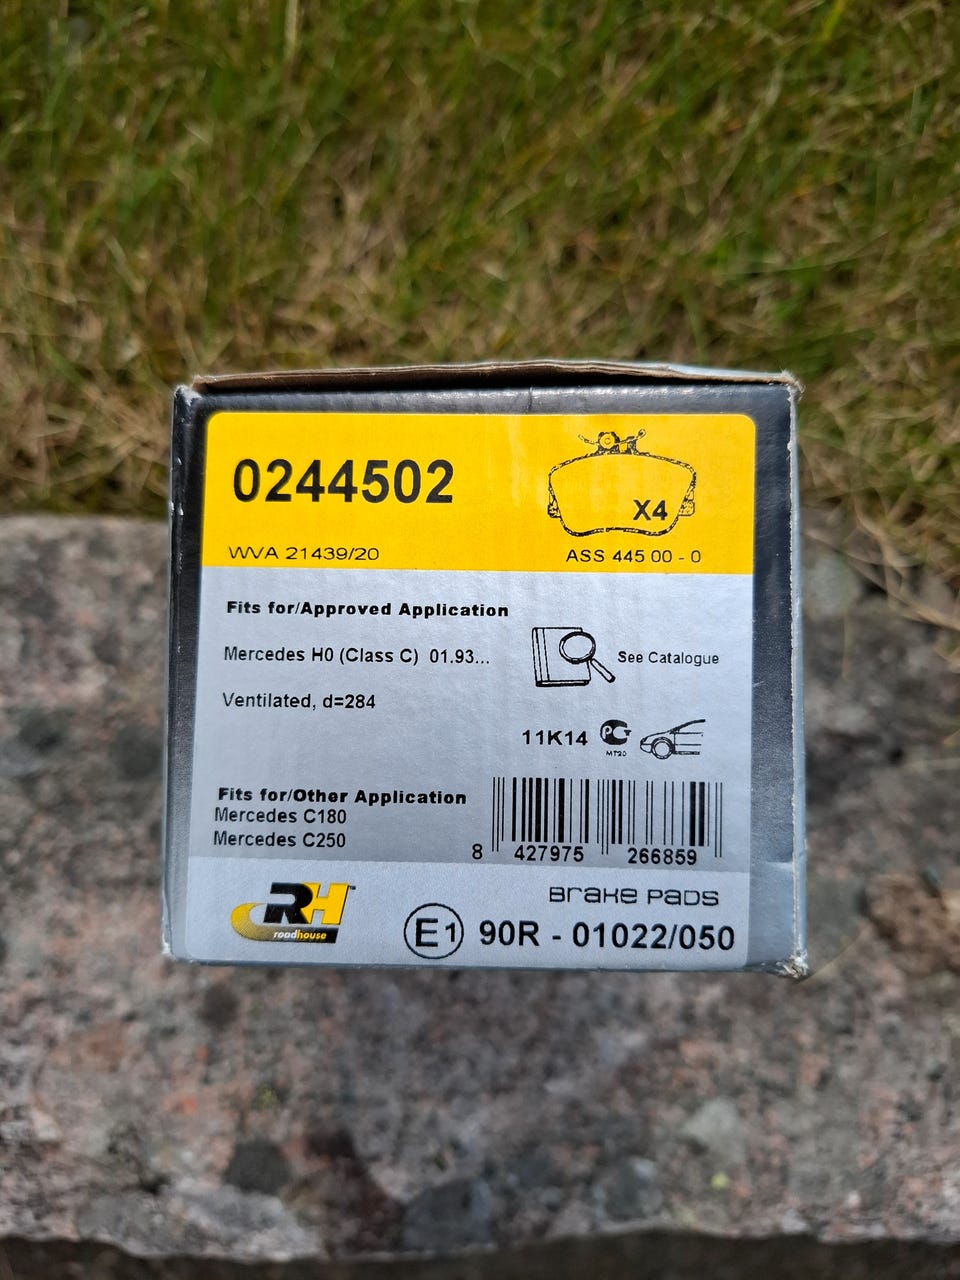 0244502
X4
WVA 21439/20
ASS 445 00 - 0
Fits for/Approved Application
Mercedes H0 (Class C) 01.93...
See Catalogue
Ventilated, d=284
11K14
MT20
Fits for/Other Application
Mercedes C180
Mercedes C250
8 427975 266859
RH
roadhouse
Brake Pads
E1 90R - 01022/050